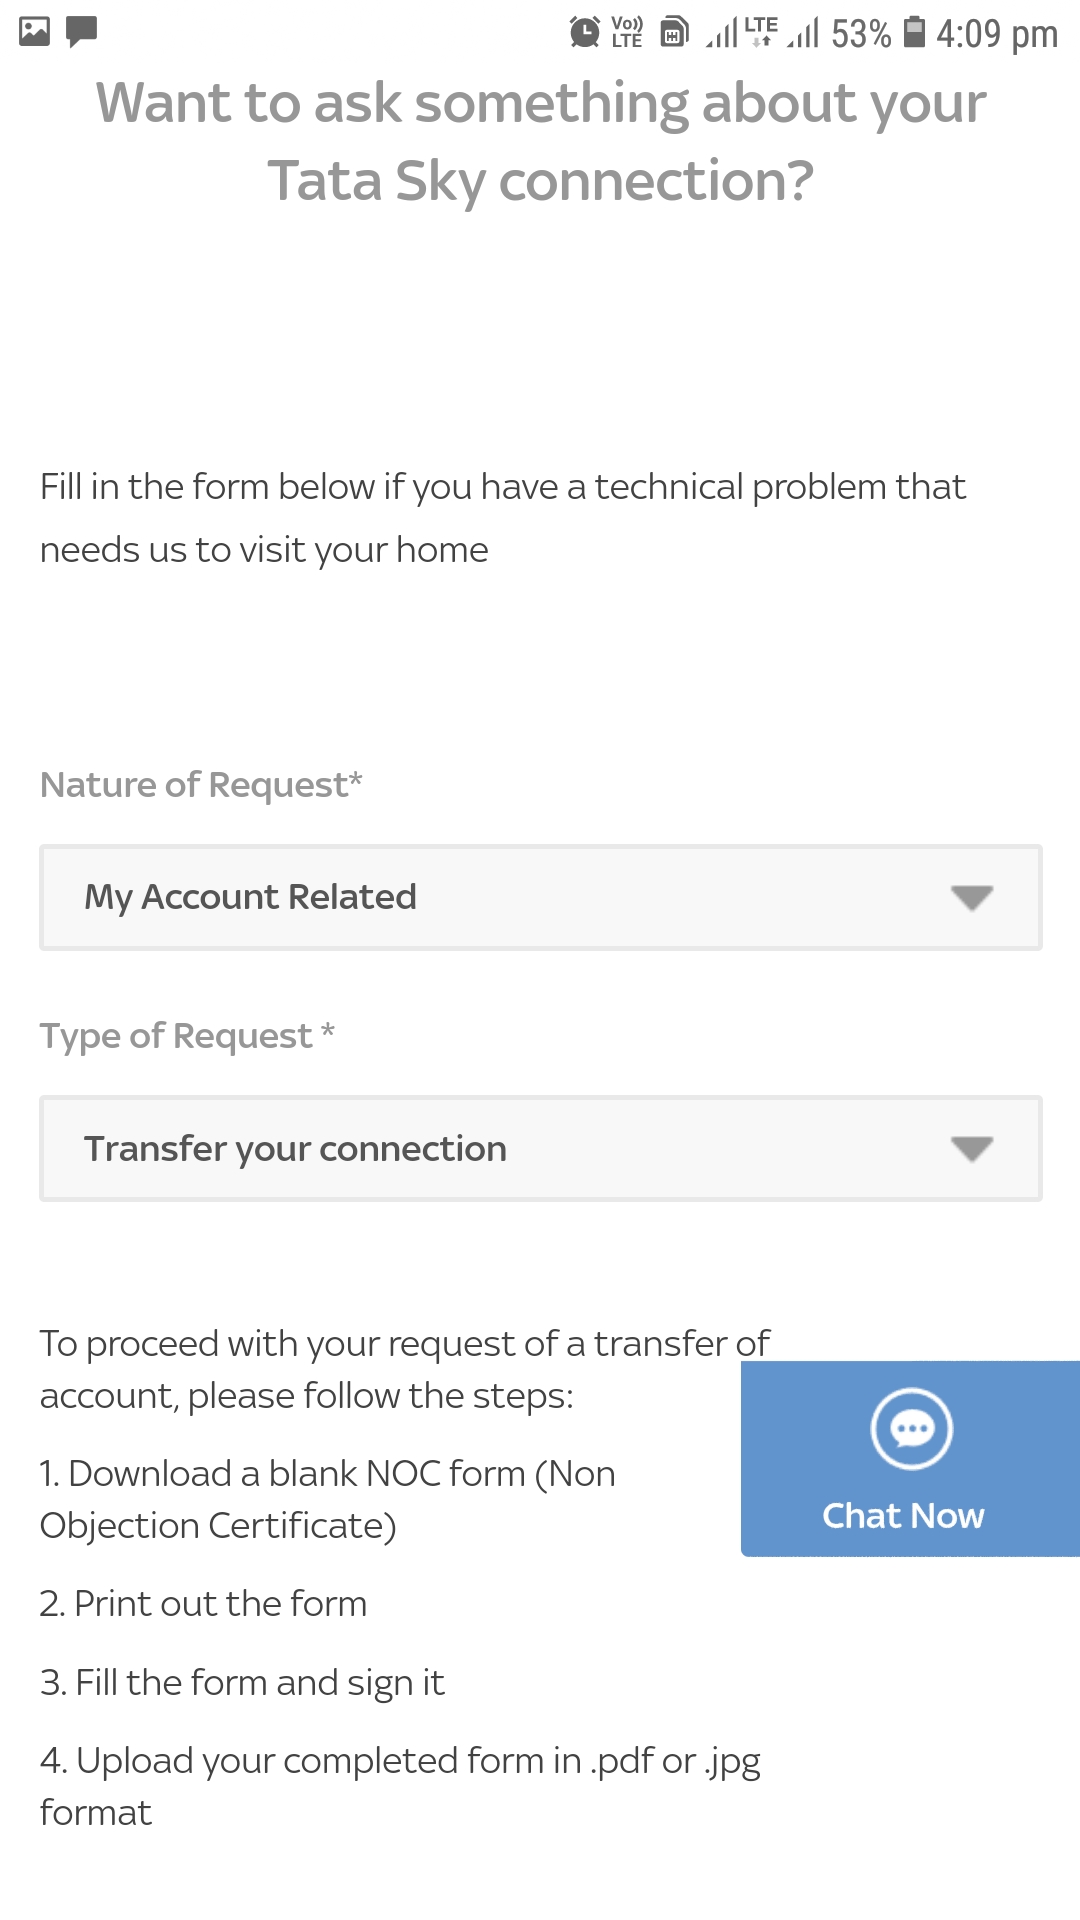 Vo)) LTE LTE 53% 4:09 pm
Want to ask something about your
Tata Sky connection?
Fill in the form below if you have a technical problem that
needs us to visit your home
Nature of Request*
My Account Related
Type of Request *
Transfer your connection
To proceed with your request of a transfer of
account, please follow the steps:
1. Download a blank NOC form (Non
Objection Certificate)
Chat Now
2. Print out the form
3. Fill the form and sign it
4. Upload your completed form in .pdf or .jpg
format